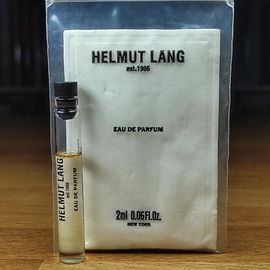 HELMUT LANG
est.1986
EAU DE PARFUM
2ml 0.06Fl.Oz.
NEW YORK
HELMUT LANG
est.1986
EAU DE PARFUM